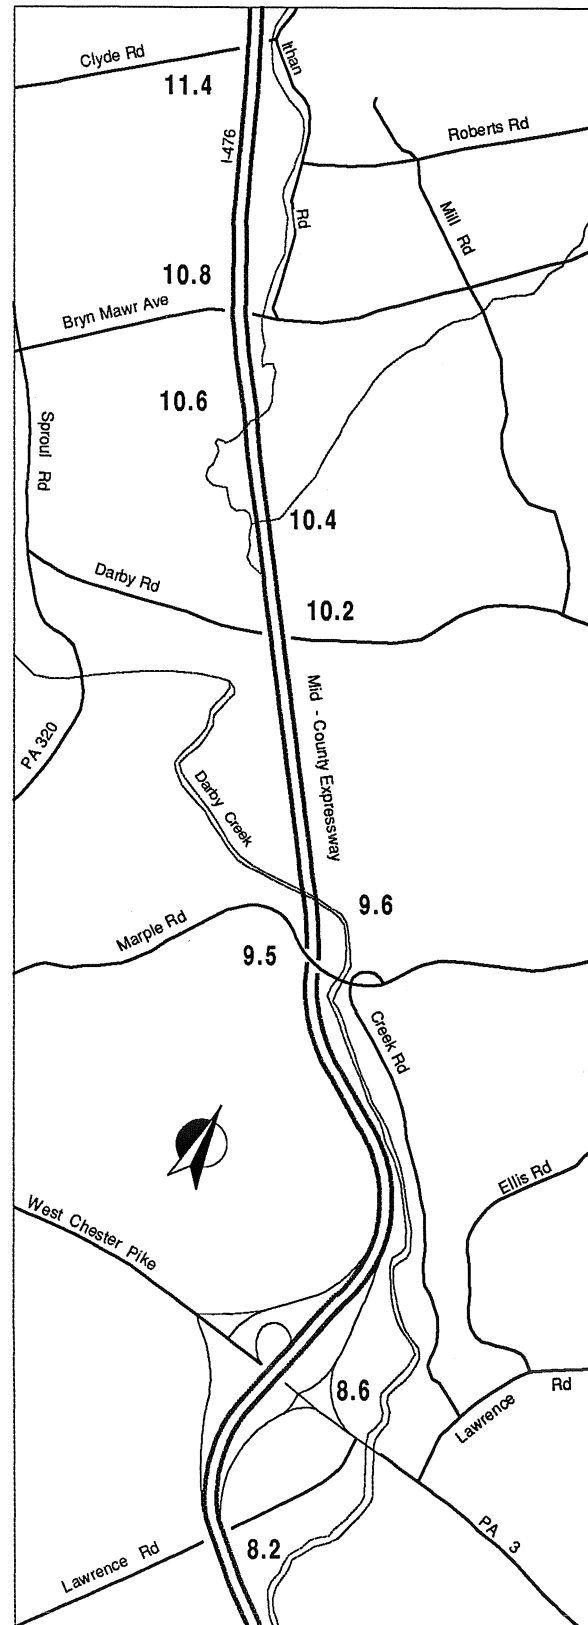 Clyde Rd
Ithan
11.4
Roberts Rd
I-476
Rd
Mill Rd
10.8
Bryn Mawr Ave
10.6
Sproul Rd
10.4
Darby Rd
10.2
Mid - County Expressway
PA 320
Darby Creek
9.6
Marple Rd
9.5
Creek Rd
Ellis Rd
West Chester Pike
8.6
Rd
Lawrence
PA 3
8.2
Lawrence Rd